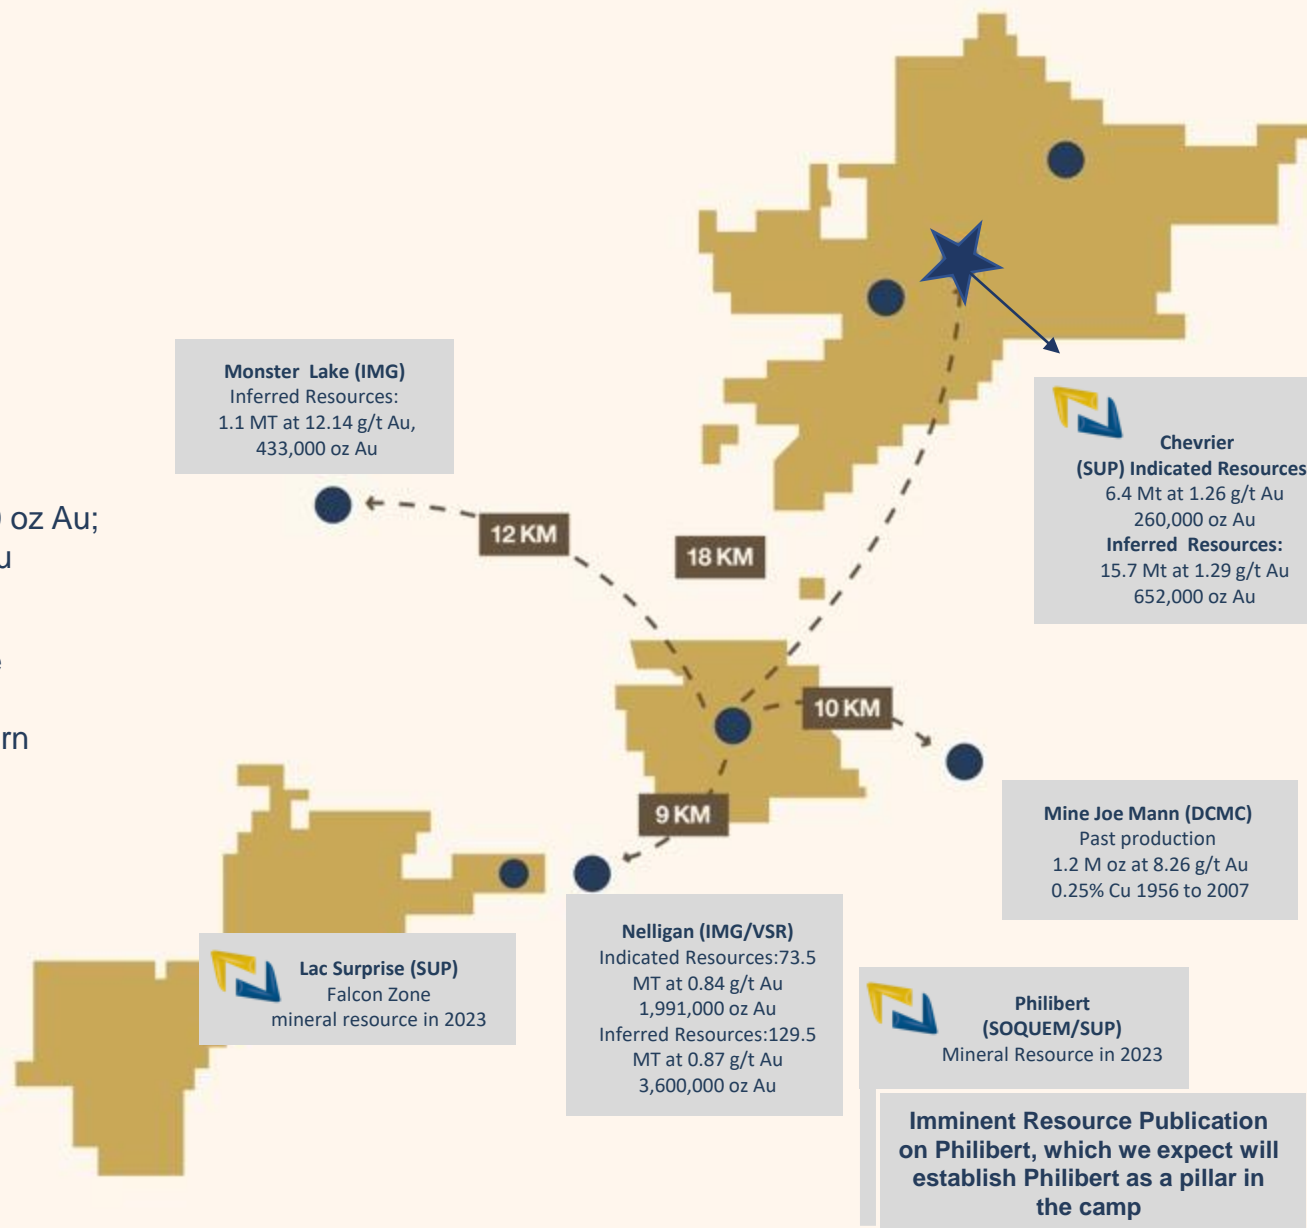 Monster Lake (IMG)
Inferred Resources:
1.1 MT at 12.14 g/t Au,
433,000 oz Au
Chevrier
(SUP) Indicated Resources
6.4 Mt at 1.26 g/t Au
260,000 oz Au
Inferred Resources:
15.7 Mt at 1.29 g/t Au
652,000 oz Au
oz Au;
12 KM
18 KM
rn
10 KM
9 KM
Mine Joe Mann (DCMC)
Past production
1.2 M oz at 8.26 g/t Au
0.25% Cu 1956 to 2007
Lac Surprise (SUP)
Falcon Zone
mineral resource in 2023
Nelligan (IMG/VSR)
Indicated Resources:73.5
MT at 0.84 g/t Au
1,991,000 oz Au
Inferred Resources:129.5
MT at 0.87 g/t Au
3,600,000 oz Au
Philibert
(SOQUEM/SUP)
Mineral Resource in 2023
Imminent Resource Publication
on Philibert, which we expect will
establish Philibert as a pillar in
the camp